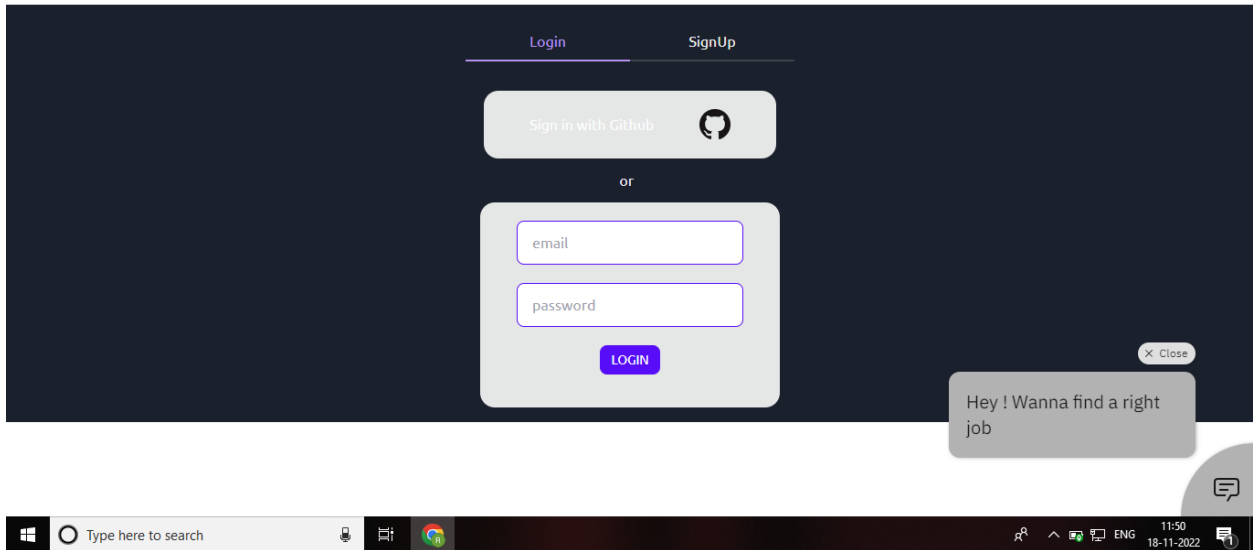 Login SignUp
Sign in with Github
or
email
password
LOGIN
× Close
Hey ! Wanna find a right
job
Type here to search
ENG
11:50
18-11-2022
1